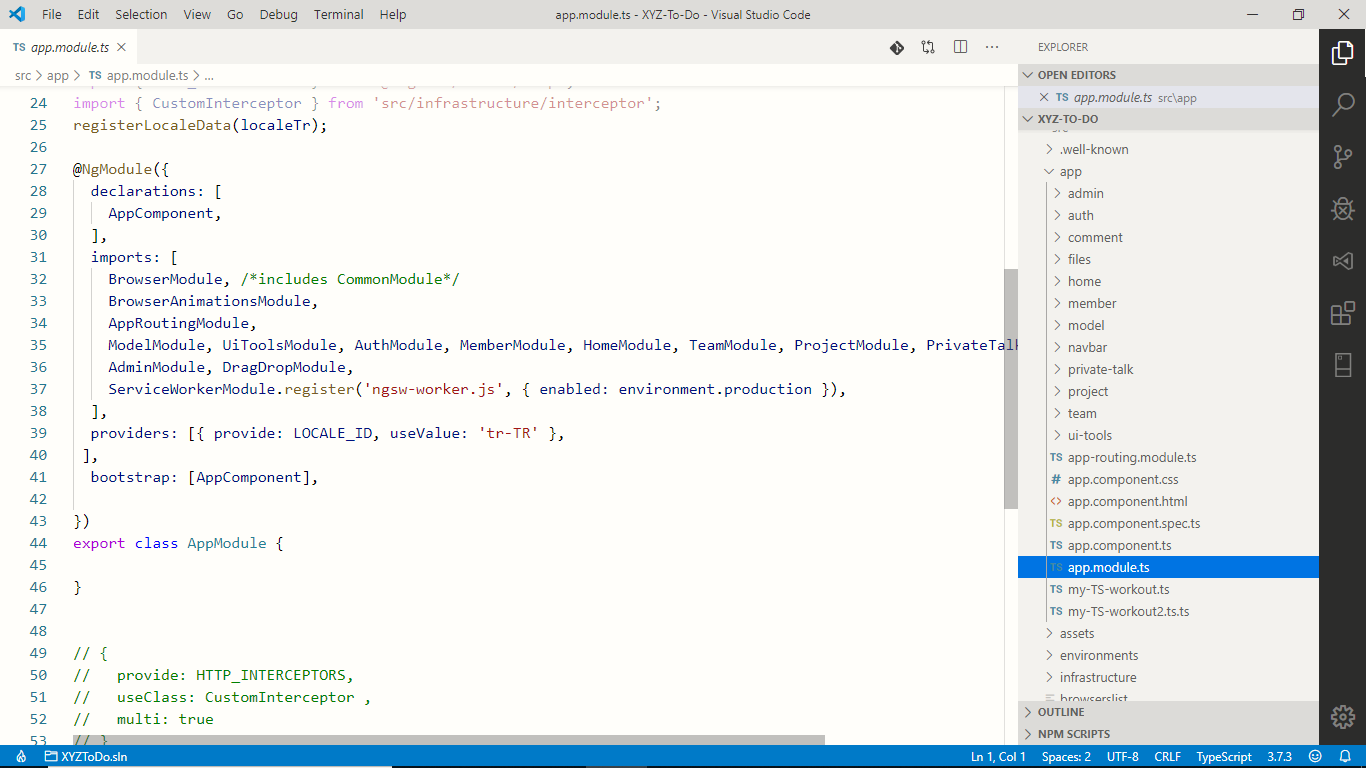 File Edit Selection View Go Debug Terminal Help app.module.ts - XYZ-To-Do - Visual Studio Code
TS app.module.ts
src > app > TS app.module.ts > ...
24 import { CustomInterceptor } from 'src/infrastructure/interceptor';
25 registerLocaleData(localeTr);
26
27 @NgModule({
28 declarations: [
29 AppComponent,
30 ],
31 imports: [
32 BrowserModule, /*includes CommonModule*/
33 BrowserAnimationsModule,
34 AppRoutingModule,
35 ModelModule, UiToolsModule, AuthModule, MemberModule, HomeModule, TeamModule, ProjectModule, PrivateTalk
36 AdminModule, DragDropModule,
37 ServiceWorkerModule.register('ngsw-worker.js', { enabled: environment.production }),
38 ],
39 providers: [{ provide: LOCALE_ID, useValue: 'tr-TR' },
40 ],
41 bootstrap: [AppComponent],
42
43 })
44 export class AppModule {
45
46 }
47
48
49 // {
50 //   provide: HTTP_INTERCEPTORS,
51 //   useClass: CustomInterceptor ,
52 //   multi: true
53 // }
EXPLORER
OPEN EDITORS
TS app.module.ts src\app
XYZ-TO-DO
src
.well-known
app
admin
auth
comment
files
home
member
model
navbar
private-talk
project
team
ui-tools
TS app-routing.module.ts
# app.component.css
<> app.component.html
TS app.component.spec.ts
TS app.component.ts
TS app.module.ts
TS my-TS-workout.ts
TS my-TS-workout2.ts.ts
assets
environments
infrastructure
browserslist
OUTLINE
NPM SCRIPTS
XYZToDo.sln Ln 1, Col 1 Spaces: 2 UTF-8 CRLF TypeScript 3.7.3